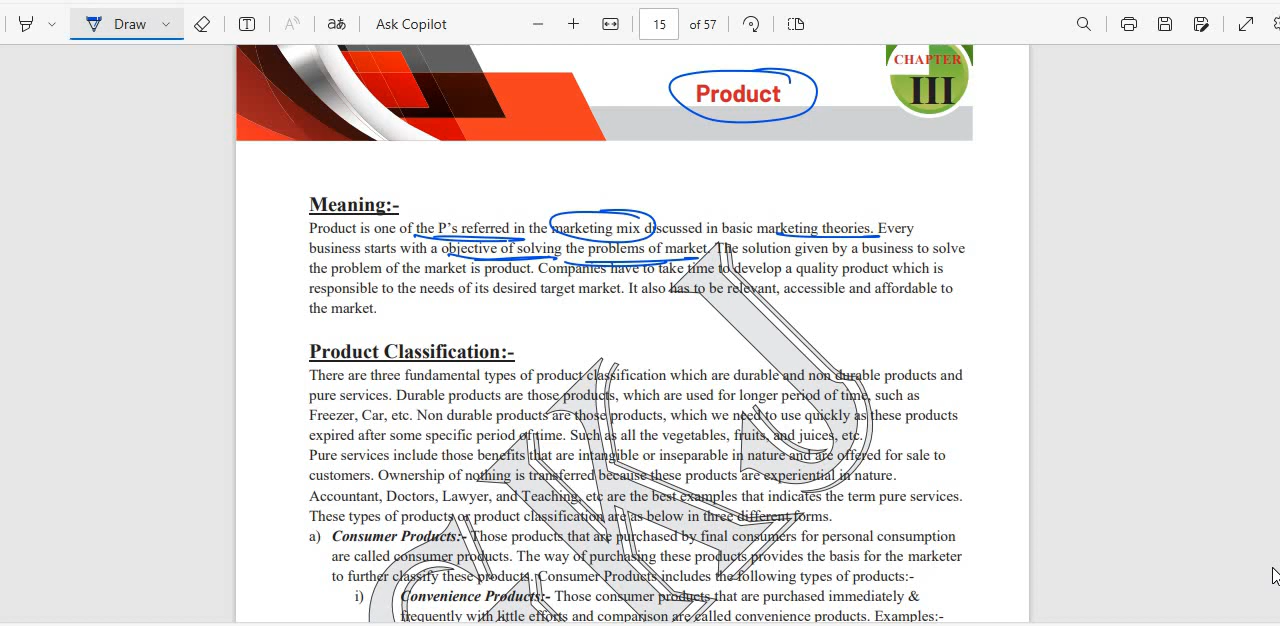 Draw
aあ
Ask Copilot
15 of 57
Product
CHAPTER
III
Meaning:-
Product is one of the P's referred in the marketing mix discussed in basic marketing theories. Every
business starts with a objective of solving the problems of market. The solution given by a business to solve
the problem of the market is product. Companies have to take time to develop a quality product which is
responsible to the needs of its desired target market. It also has to be relevant, accessible and affordable to
the market.
Product Classification:-
There are three fundamental types of product classification which are durable and non durable products and
pure services. Durable products are those products, which are used for longer period of time, such as
Freezer, Car, etc. Non durable products are those products, which we need to use quickly as these products
expired after some specific period of time. Such as all the vegetables, fruits, and juices, etc.
Pure services include those benefits that are intangible or inseparable in nature and are offered for sale to
customers. Ownership of nothing is transferred because these products are experiential in nature.
Accountant, Doctors, Lawyer, and Teaching, etc are the best examples that indicates the term pure services.
These types of products or product classification are as below in three different forms.
a) Consumer Products:- Those products that are purchased by final consumers for personal consumption
are called consumer products. The way of purchasing these products provides the basis for the marketer
to further classify these products. Consumer Products includes the following types of products:-
i) Convenience Products:- Those consumer products that are purchased immediately &
frequently with little efforts and comparison are called convenience products. Examples:-